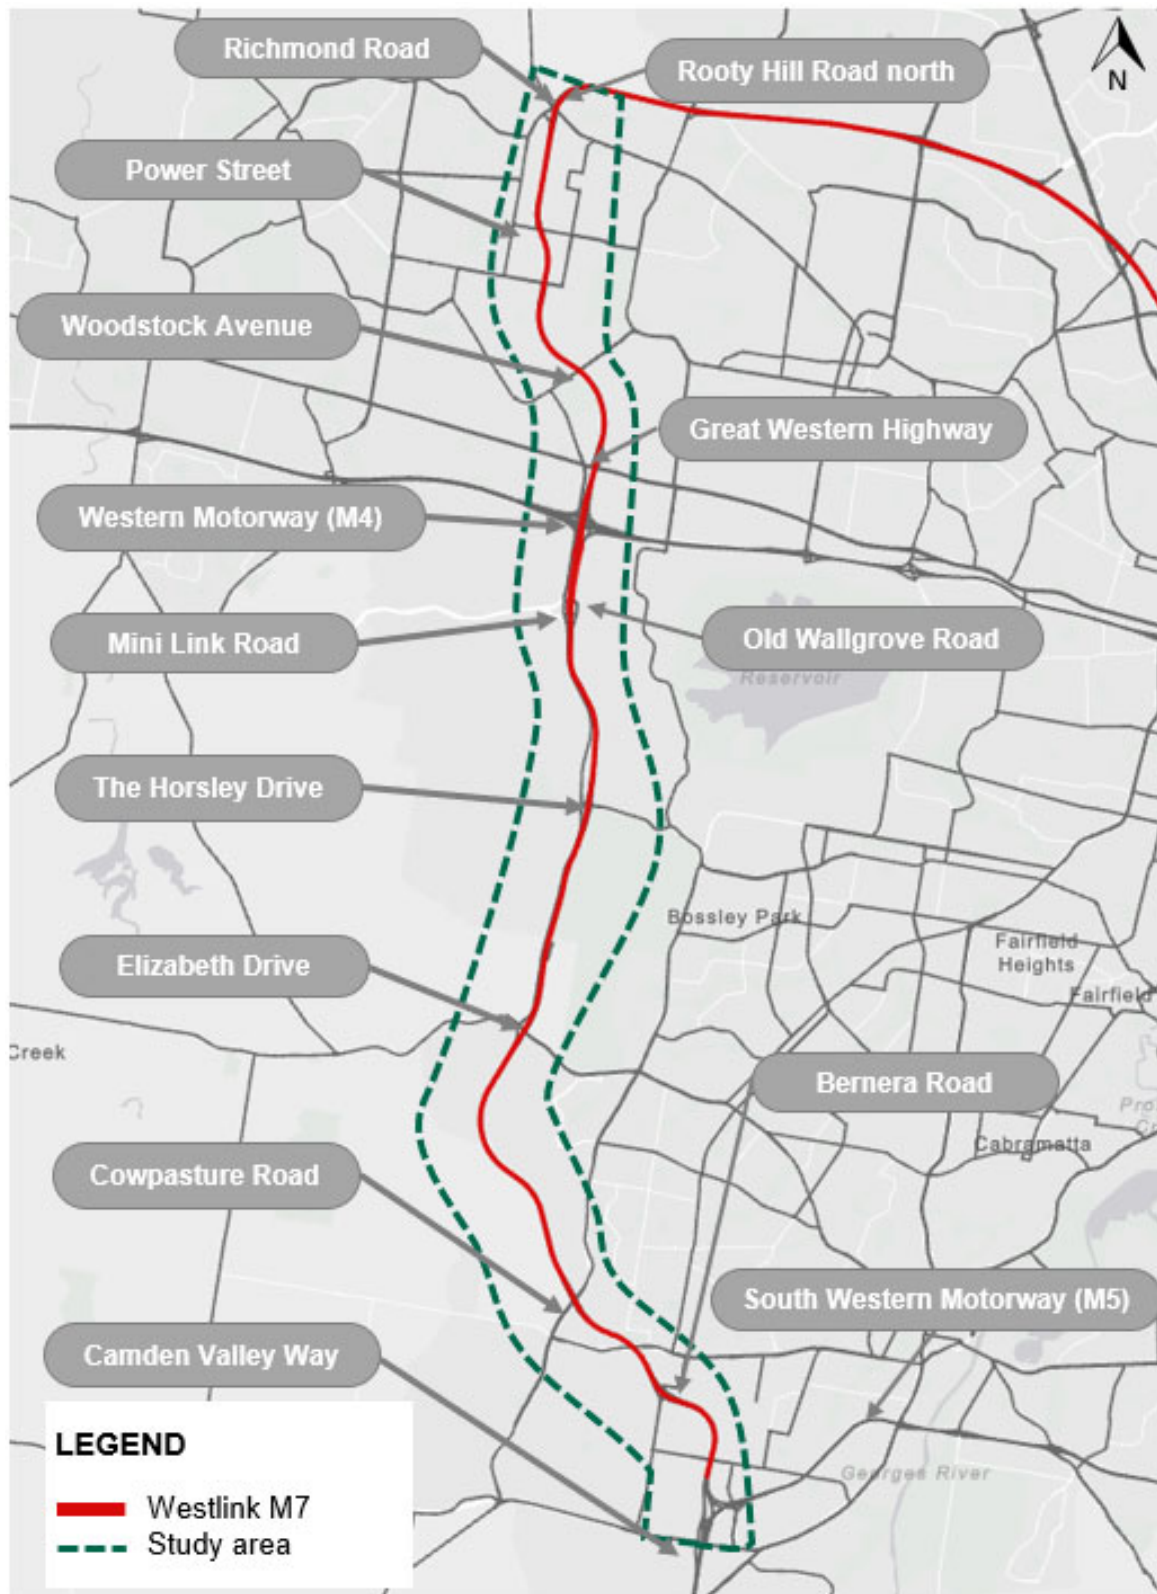 Richmond Road
Rooty Hill Road north
N
Power Street
Woodstock Avenue
Great Western Highway
Western Motorway (M4)
Mini Link Road
Old Wallgrove Road
Reservoir
The Horsley Drive
Bossley Park
Fairfield
Heights
Elizabeth Drive
Fairfield
Creek
Bernera Road
Cabramatta
Cowpasture Road
South Western Motorway (M5)
Camden Valley Way
LEGEND
Westlink M7
Study area
Georges River